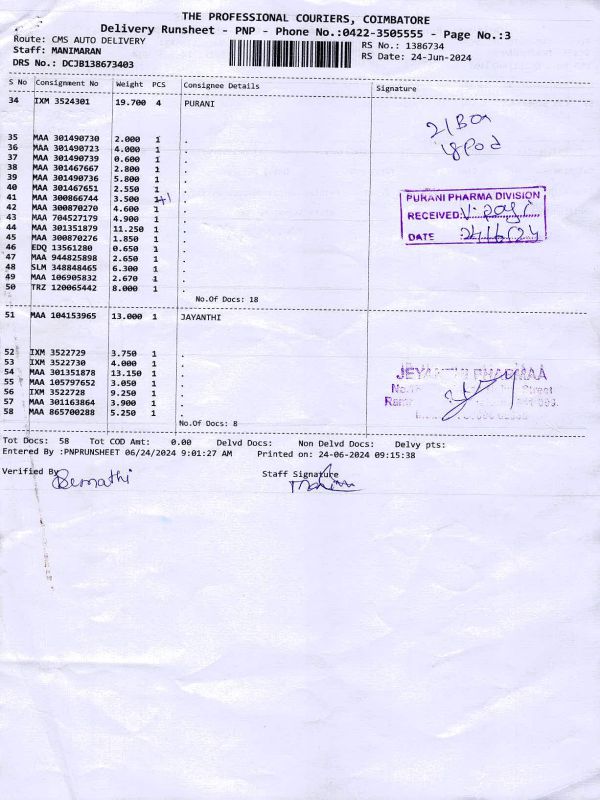 THE PROFESSIONAL COURIERS, COIMBATORE
Delivery Runsheet - PNP - Phone No.:0422-3505555 - Page No.:3
Route: CMS AUTO DELIVERY RS No.: 1386734
Staff: MANIMARAN RS Date: 24-Jun-2024
DRS No.: DCJB138673403
S No Consignment No Weight PCS Consignee Details Signature
34 IXM 3524301 19.700 4 PURANI
35 MAA 301490730 2.000 1 .
36 MAA 301490723 4.000 1 .
37 MAA 301490739 0.600 1 .
38 MAA 301467667 2.800 1 .
39 MAA 301490736 5.800 1 .
40 MAA 301467651 2.550 1 .
41 MAA 300866744 3.500 1 +1 .
42 MAA 300870270 4.600 1 .
43 MAA 704527179 4.900 1 .
44 MAA 301351879 11.250 1 .
45 MAA 300870276 1.850 1 .
46 EDQ 13561280 0.650 1 .
47 MAA 944825898 2.650 1 .
48 SLM 348848465 6.300 1 .
49 MAA 106905832 2.670 1 .
50 TRZ 120065442 8.000 1 .
21 Box
18 Pod
PURANI PHARMA DIVISION
RECEIVED:
DATE : 24/6/24
No.Of Docs: 18
51 MAA 104153965 13.000 1 JAYANTHI
52 IXM 3522729 3.750 1 .
53 IXM 3522730 4.000 1 .
54 MAA 301351878 13.150 1 .
55 MAA 105797652 3.050 1 .
56 IXM 3522728 9.250 1 .
57 MAA 301163864 3.900 1 .
58 MAA 865700288 5.250 1 .
JEYANTHI PHARMAA
Street
No.Of Docs: 8
Tot Docs: 58 Tot COD Amt: 0.00 Delvd Docs: Non Delvd Docs: Delvy pts:
Entered By :PNPRUNSHEET 06/24/2024 9:01:27 AM Printed on: 24-06-2024 09:15:38
Verified By Staff Signature